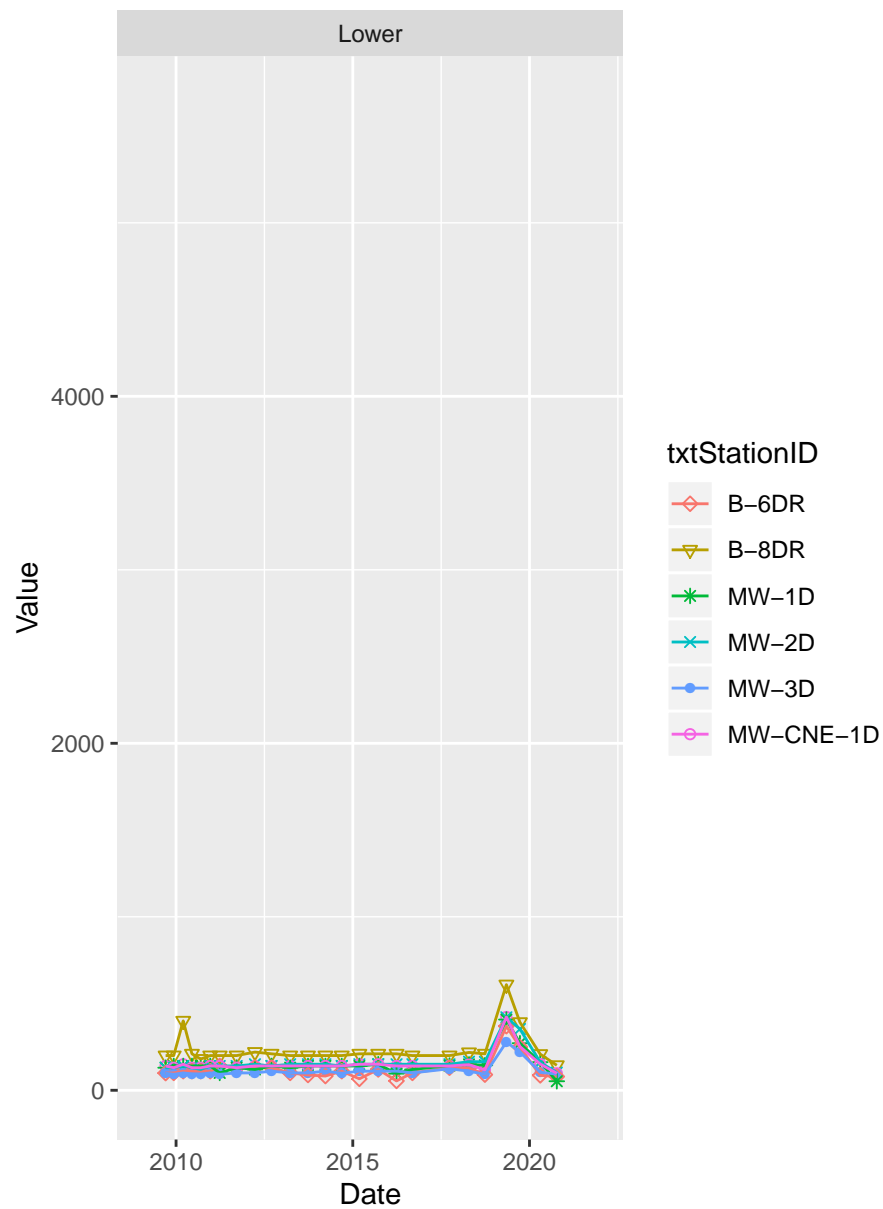 Lower
4000
2000
0
Value
2010 2015 2020
Date
txtStationID
B−6DR
B−8DR
MW−1D
MW−2D
MW−3D
MW−CNE−1D